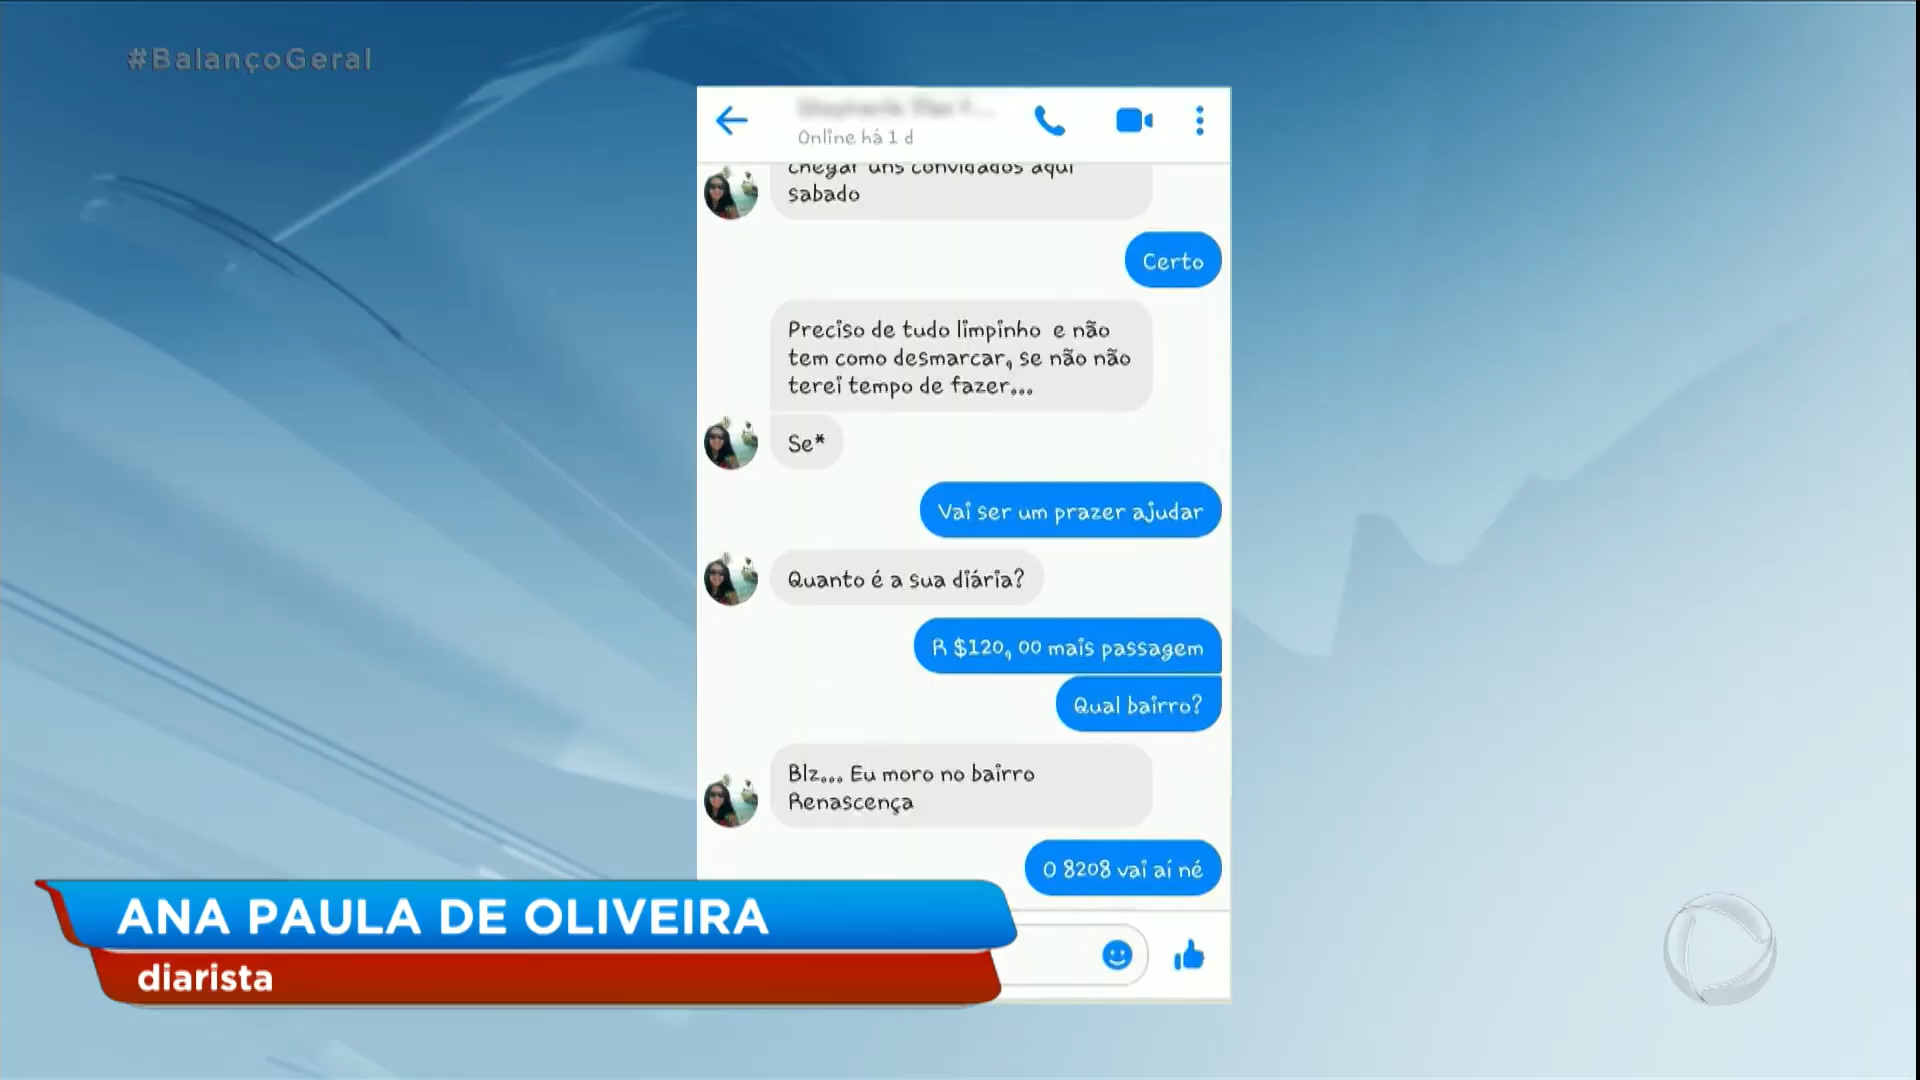 #BalançoGeral
Online há 1 d
chegar uns convidados aqui
sabado
Certo
Preciso de tudo limpinho e não
tem como desmarcar, se não não
terei tempo de fazer...
Se*
Vai ser um prazer ajudar
Quanto é a sua diária?
R $120, 00 mais passagem
Qual bairro?
Blz... Eu moro no bairro
Renascença
O 8208 vai aí né
ANA PAULA DE OLIVEIRA
diarista